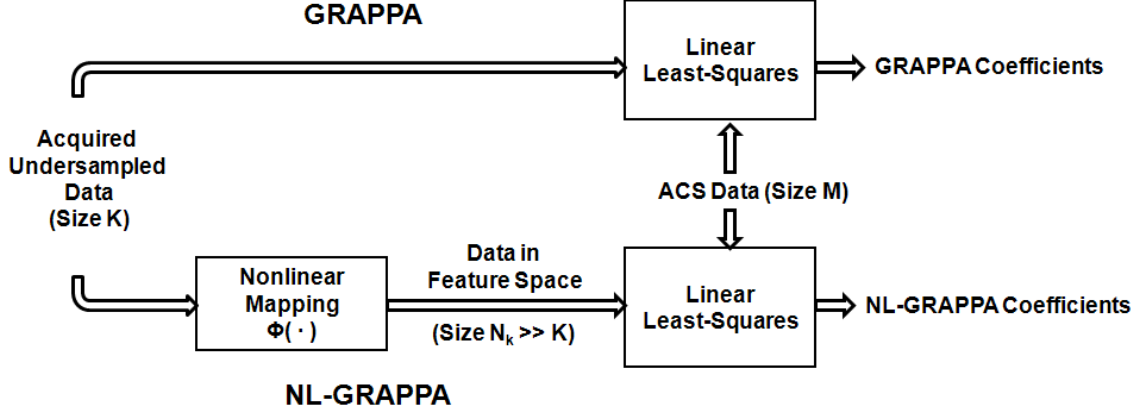 GRAPPA
Linear
Least-Squares
GRAPPA Coefficients
Acquired
Undersampled
Data
(Size K)
ACS Data (Size M)
Nonlinear
Mapping
Φ( · )
Data in
Feature Space
(Size Nk >> K)
Linear
Least-Squares
NL-GRAPPA Coefficients
NL-GRAPPA